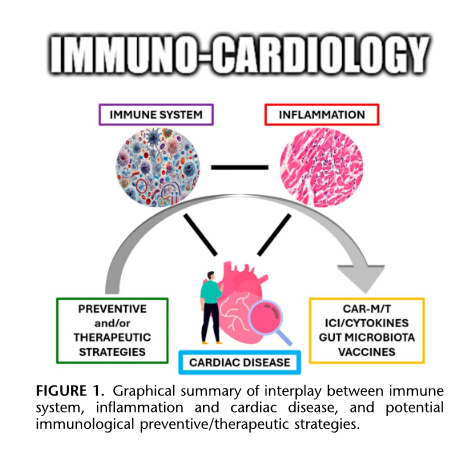 IMMUNO-CARDIOLOGY
IMMUNE SYSTEM
INFLAMMATION
PREVENTIVE
and/or
THERAPEUTIC
STRATEGIES
CAR-M/T
ICI/CYTOKINES
GUT MICROBIOTA
VACCINES
CARDIAC DISEASE
FIGURE 1. Graphical summary of interplay between immune
system, inflammation and cardiac disease, and potential
immunological preventive/therapeutic strategies.